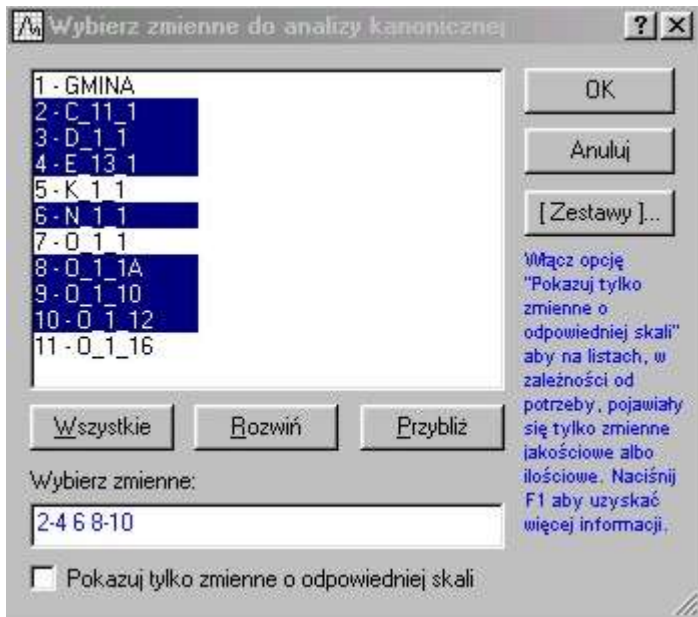 Wybierz zmienne do analizy kanonicznej
1 - GMINA
2 - C_11_1
3 - D_1_1
4 - E_13_1
5 - K_1_1
6 - N_1_1
7 - O_1_1
8 - O_1_1A
9 - O_1_10
10 - O_1_12
11 - O_1_16
OK
Anuluj
[ Zestawy ]...
Włącz opcję
"Pokazuj tylko
zmienne o
odpowiedniej skali"
aby na listach, w
zależności od
potrzeby, pojawiały
się tylko zmienne
jakościowe albo
ilościowe. Naciśnij
F1 aby uzyskać
więcej informacji.
Wszystkie
Rozwiń
Przybliż
Wybierz zmienne:
2-4 6 8-10
Pokazuj tylko zmienne o odpowiedniej skali